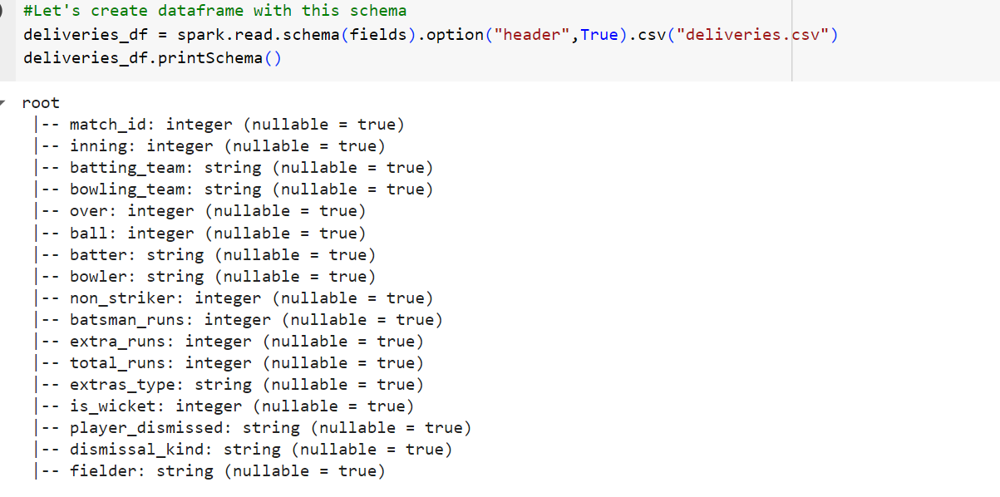 #Let's create dataframe with this schema
deliveries_df = spark.read.schema(fields).option("header",True).csv("deliveries.csv")
deliveries_df.printSchema()
root
 |-- match_id: integer (nullable = true)
 |-- inning: integer (nullable = true)
 |-- batting_team: string (nullable = true)
 |-- bowling_team: string (nullable = true)
 |-- over: integer (nullable = true)
 |-- ball: integer (nullable = true)
 |-- batter: string (nullable = true)
 |-- bowler: string (nullable = true)
 |-- non_striker: integer (nullable = true)
 |-- batsman_runs: integer (nullable = true)
 |-- extra_runs: integer (nullable = true)
 |-- total_runs: integer (nullable = true)
 |-- extras_type: string (nullable = true)
 |-- is_wicket: integer (nullable = true)
 |-- player_dismissed: string (nullable = true)
 |-- dismissal_kind: string (nullable = true)
 |-- fielder: string (nullable = true)